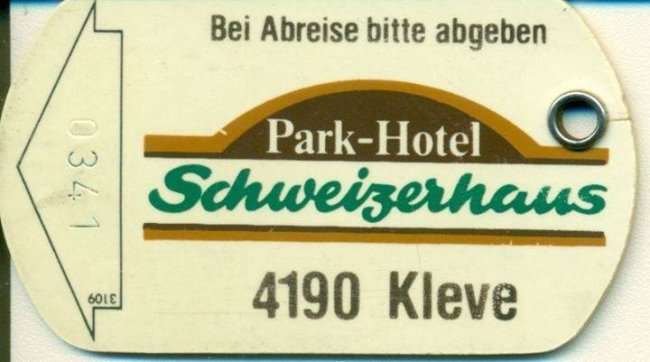 Bei Abreise bitte abgeben
Park-Hotel
Schweizerhaus
4190 Kleve
0341
3109